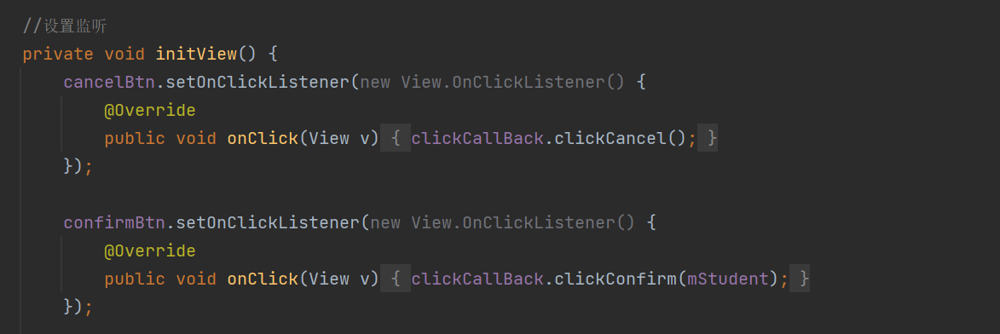 //设置监听
private void initView() {
cancelBtn.setOnClickListener(new View.OnClickListener() {
@Override
public void onClick(View v) { clickCallBack.clickCancel(); }
});
confirmBtn.setOnClickListener(new View.OnClickListener() {
@Override
public void onClick(View v) { clickCallBack.clickConfirm(mStudent); }
});